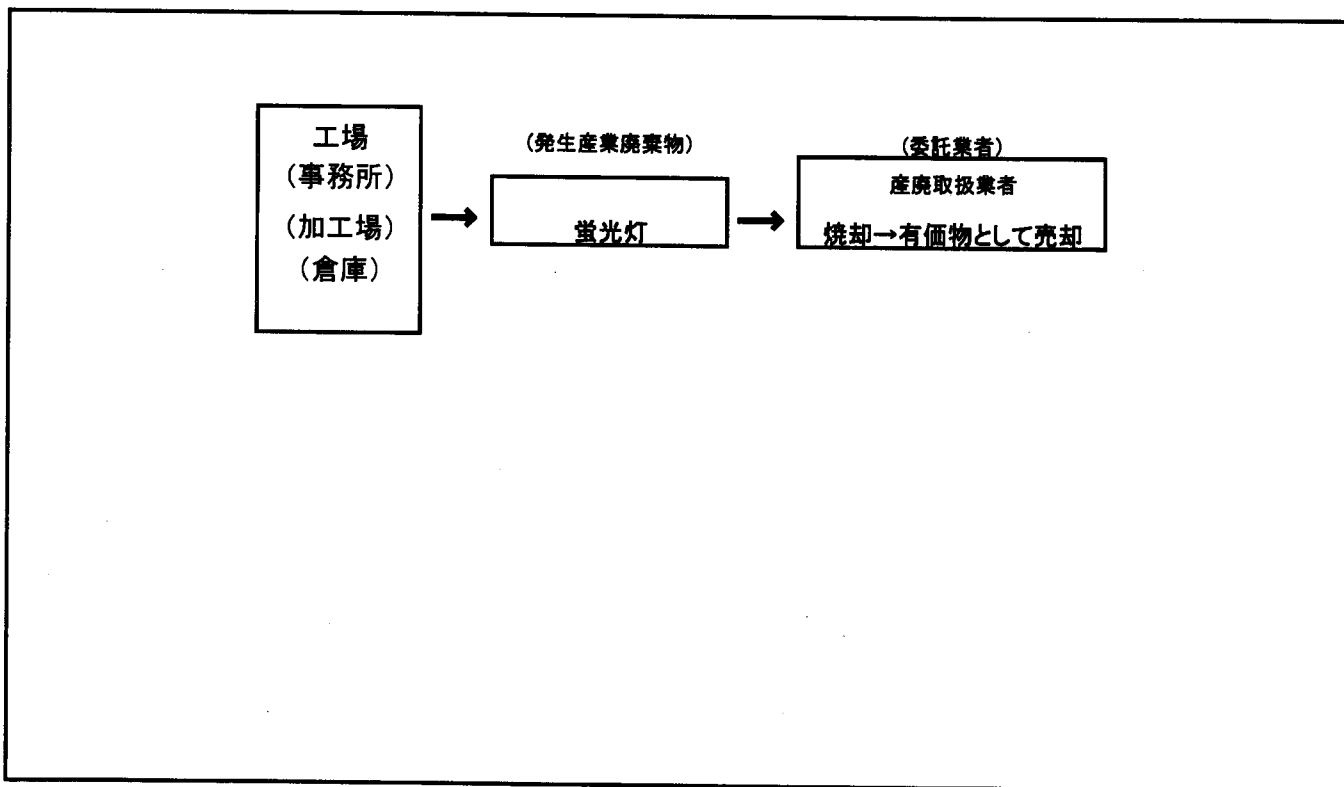 工場
(事務所)
(加工場)
(倉庫)
(発生産業廃棄物)
蛍光灯
(委託業者)
産廃取扱業者
焼却→有価物として売却